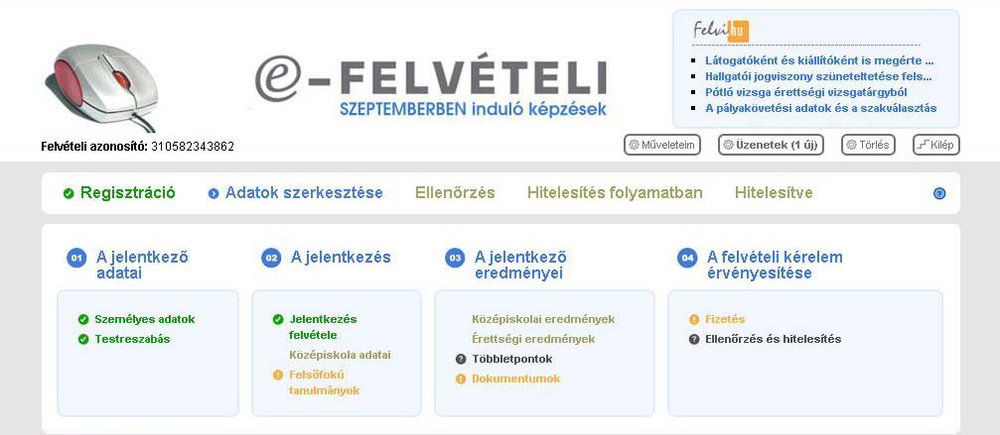 Felvi.hu
Látogatóként és kiállítóként is megérte ...
Hallgatói jogviszony szüneteltetése fels...
Pótló vizsga érettségi vizsgatárgyból
A pályakövetési adatok és a szakválasztás
e-FELVÉTELI
SZEPTEMBERBEN induló képzések
Felvételi azonosító: 310582343862
Műveleteim
Üzenetek (1 új)
Törlés
Kilép
Regisztráció
Adatok szerkesztése
Ellenőrzés
Hitelesítés folyamatban
Hitelesítve
?
01 A jelentkező
adatai
Személyes adatok
Testreszabás
02 A jelentkezés
Jelentkezés
felvétele
Középiskola adatai
! Felsőfokú
tanulmányok
03 A jelentkező
eredményei
Középiskolai eredmények
Érettségi eredmények
? Többletpontok
! Dokumentumok
04 A felvételi kérelem
érvényesítése
! Fizetés
? Ellenőrzés és hitelesítés